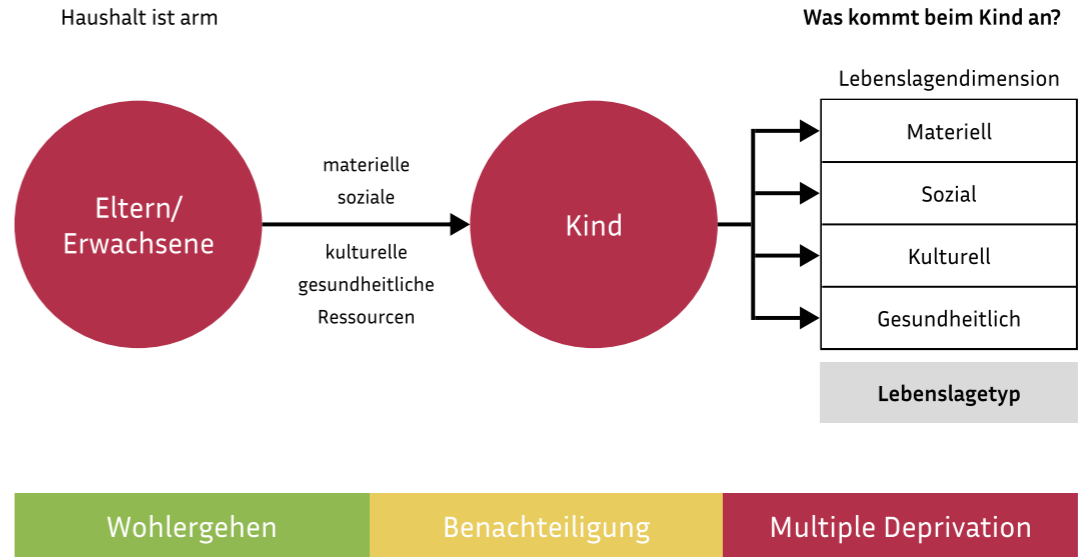 Haushalt ist arm
Was kommt beim Kind an?
Lebenslagendimension
Eltern/
Erwachsene
materielle
soziale
kulturelle
gesundheitliche
Ressourcen
Kind
Materiell
Sozial
Kulturell
Gesundheitlich
Lebenslagetyp
Wohlergehen
Benachteiligung
Multiple Deprivation